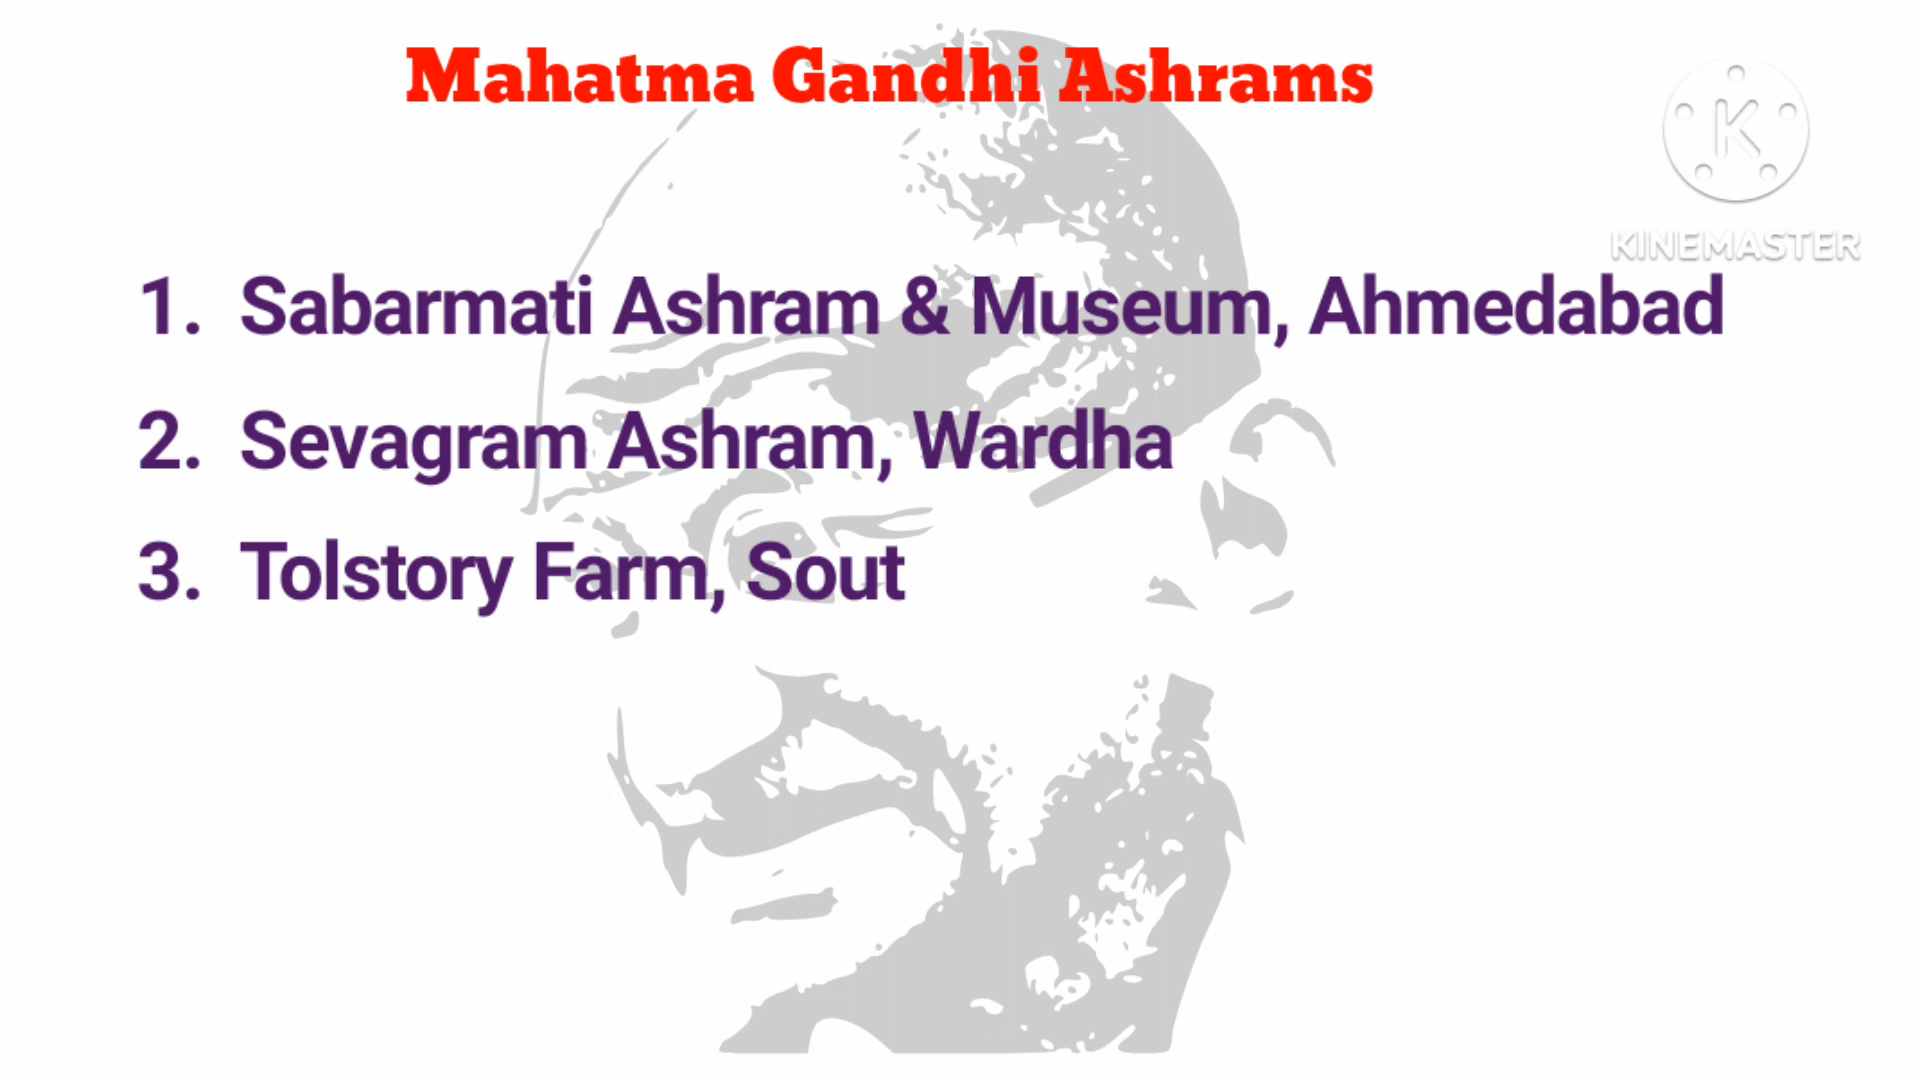 Mahatma Gandhi Ashrams
K
KINEMASTER
1. Sabarmati Ashram & Museum, Ahmedabad
2. Sevagram Ashram, Wardha
3. Tolstory Farm, Sout